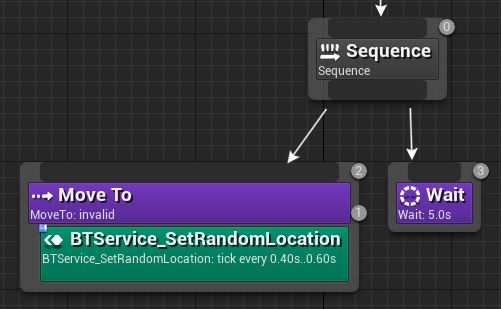 0
Sequence
Sequence
2
Move To
MoveTo: invalid
1
BTService_SetRandomLocation
BTService_SetRandomLocation: tick every 0.40s..0.60s
3
Wait
Wait: 5.0s